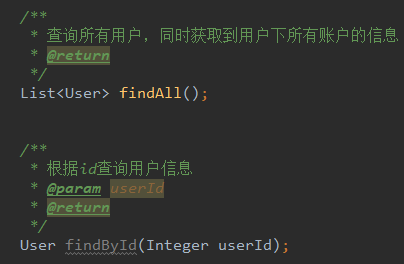 /**
 * 查询所有用户，同时获取到用户下所有账户的信息
 * @return
 */
List<User> findAll();
/**
 * 根据id查询用户信息
 * @param userId
 * @return
 */
User findById(Integer userId);